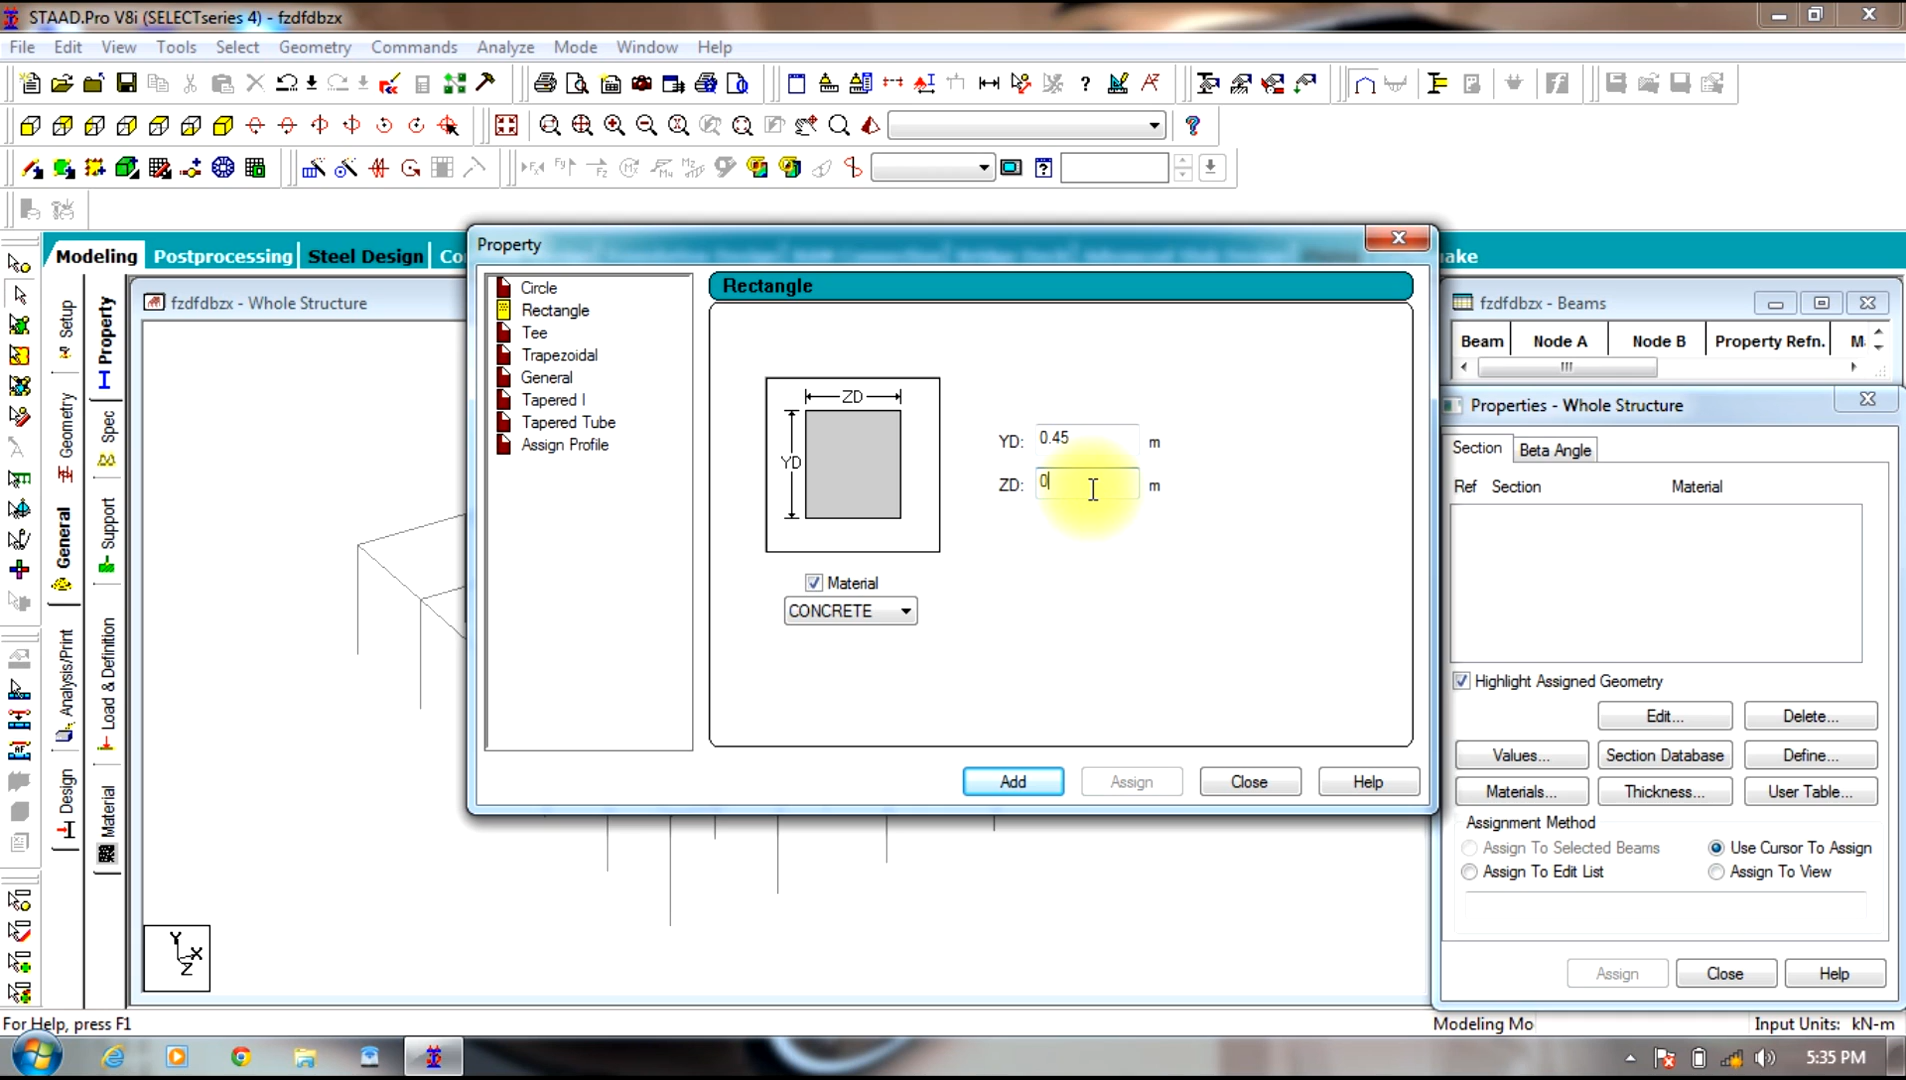 STAAD.Pro V8i (SELECTseries 4) - fzdfdbzx
File Edit View Tools Select Geometry Commands Analyze Mode Window Help
Modeling Postprocessing Steel Design Co
ake
fzdfdbzx - Whole Structure
Setup
Geometry
General
Analysis/Print
Design
Property
Spec
Support
Load & Definition
Material
Property
Circle
Rectangle
Tee
Trapezoidal
General
Tapered I
Tapered Tube
Assign Profile
Rectangle
ZD
YD
YD: 0.45 m
ZD: 0 m
Material
CONCRETE
Add Assign Close Help
fzdfdbzx - Beams
Beam Node A Node B Property Refn. M
Properties - Whole Structure
Section Beta Angle
Ref Section Material
Highlight Assigned Geometry
Edit... Delete...
Values... Section Database Define...
Materials... Thickness... User Table...
Assignment Method
Assign To Selected Beams Use Cursor To Assign
Assign To Edit List Assign To View
Assign Close Help
Y
X
Z
For Help, press F1
Modeling Mo Input Units: kN-m
5:35 PM